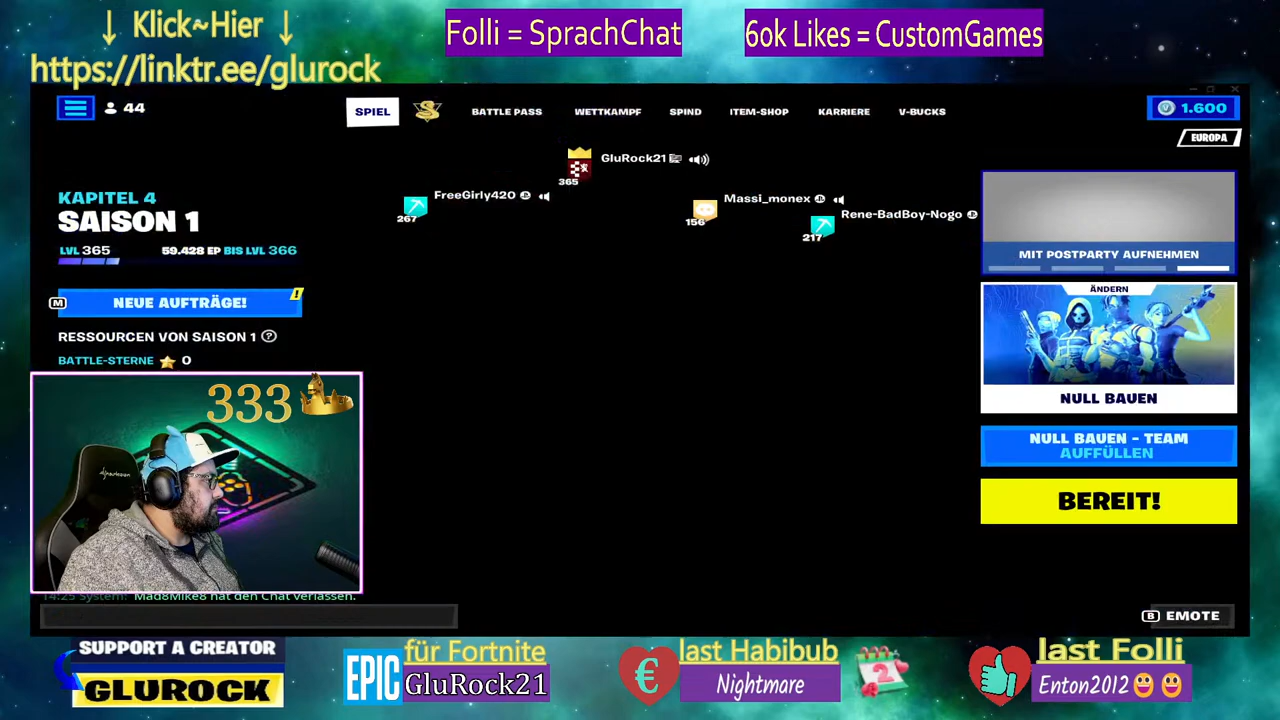 ↓ Klick~Hier ↓
https://linktr.ee/glurock
Folli = SprachChat
60k Likes = CustomGames
44
SPIEL
BATTLE PASS
WETTKAMPF
SPIND
ITEM-SHOP
KARRIERE
V-BUCKS
1.600
EUROPA
GluRock21
365
FreeGirly420
267
Massi_monex
156
Rene-BadBoy-Nogo
217
KAPITEL 4
SAISON 1
LVL 365 59.428 EP BIS LVL 366
M NEUE AUFTRÄGE! !
RESSOURCEN VON SAISON 1 ?
BATTLE-STERNE 0
MIT POSTPARTY AUFNEHMEN
ÄNDERN
NULL BAUEN
NULL BAUEN - TEAM
AUFFÜLLEN
BEREIT!
333
14:25 System: Mad8Mike8 hat den Chat verlassen.
B EMOTE
SUPPORT A CREATOR
GLUROCK
EPIC
für Fortnite
GluRock21
€
last Habibub
Nightmare
2
last Folli
Enton2012